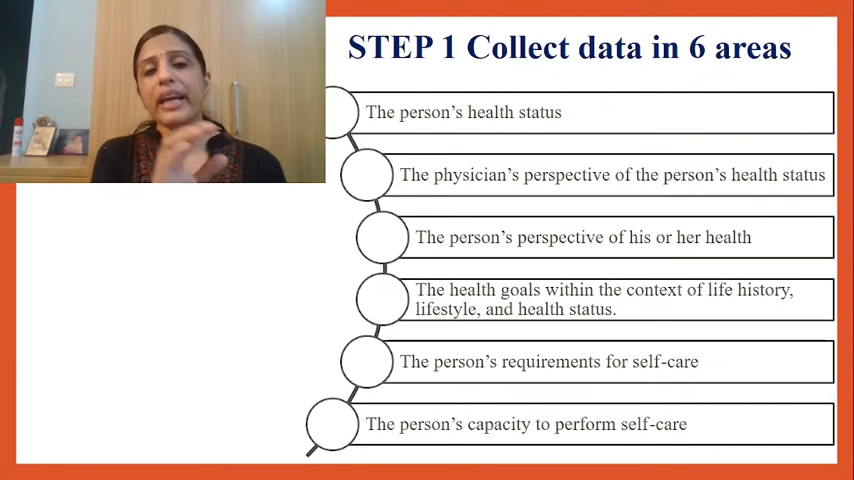 STEP 1 Collect data in 6 areas
The person's health status
The physician's perspective of the person's health status
The person's perspective of his or her health
The health goals within the context of life history,
lifestyle, and health status.
The person's requirements for self-care
The person's capacity to perform self-care